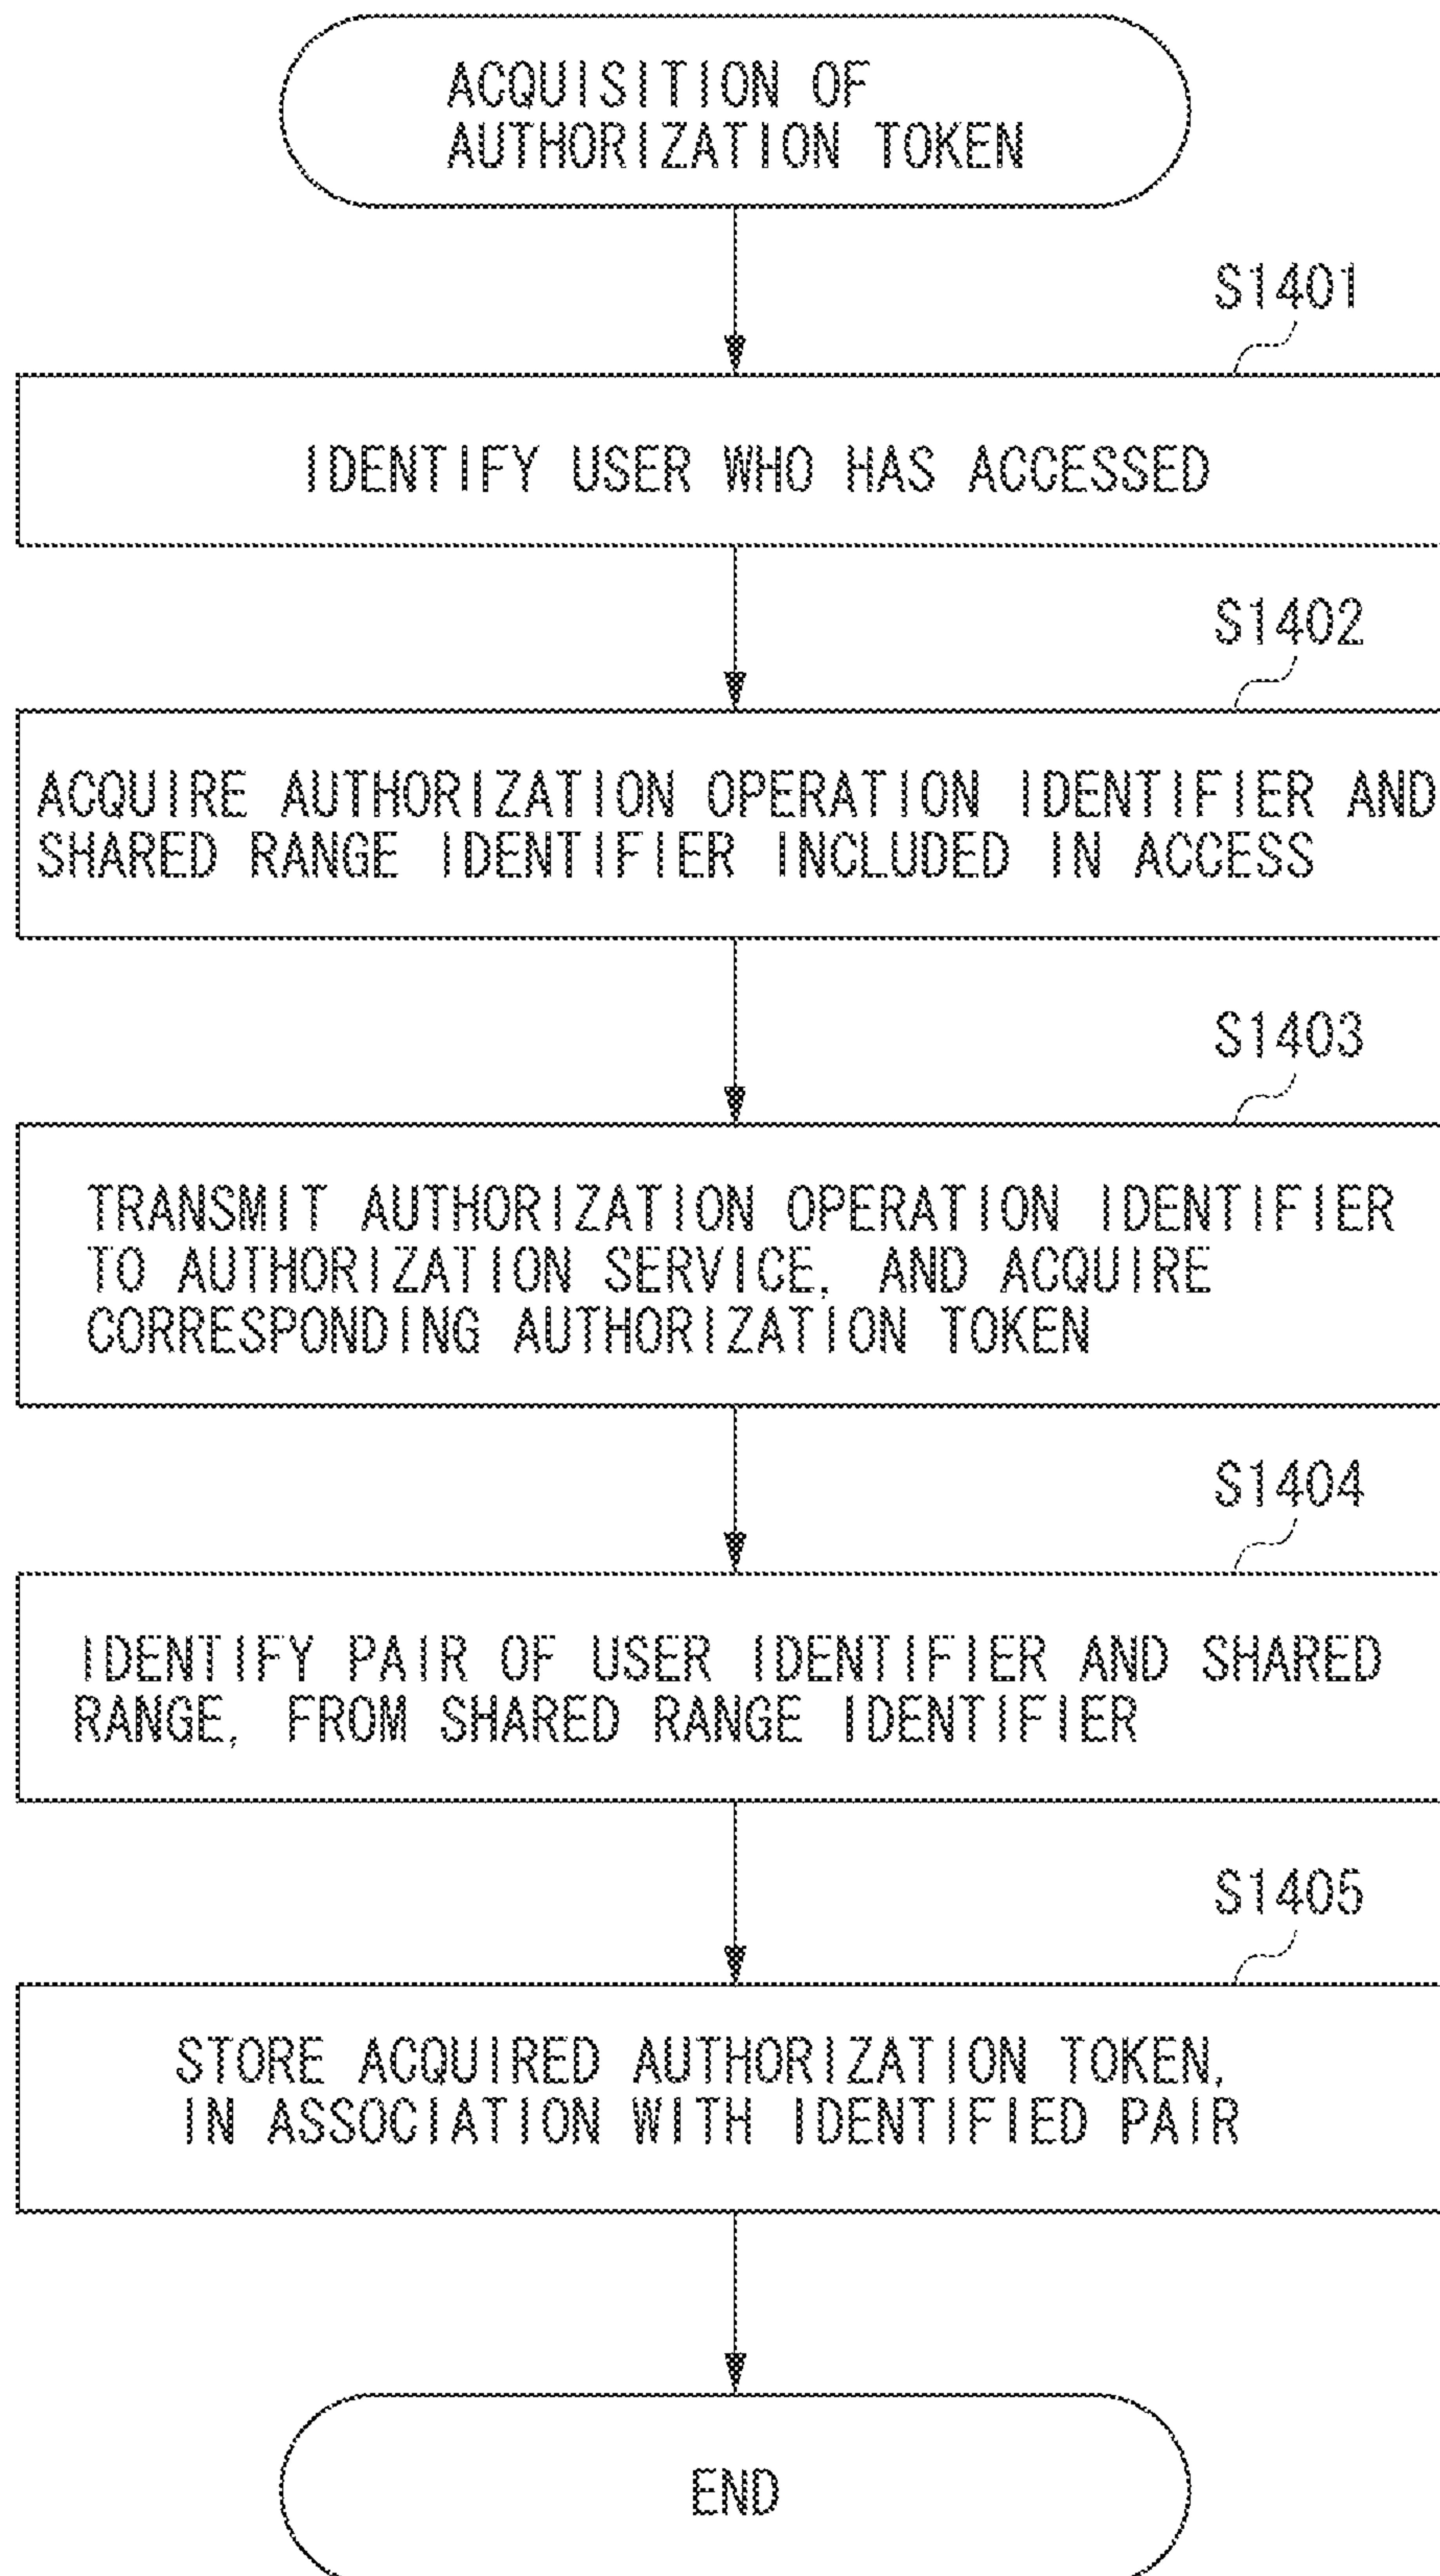 ACQUISITION OF
AUTHORIZATION TOKEN
S1401
IDENTIFY USER WHO HAS ACCESSED
S1402
ACQUIRE AUTHORIZATION OPERATION IDENTIFIER AND
SHARED RANGE IDENTIFIER INCLUDED IN ACCESS
S1403
TRANSMIT AUTHORIZATION OPERATION IDENTIFIER
TO AUTHORIZATION SERVICE, AND ACQUIRE
CORRESPONDING AUTHORIZATION TOKEN
S1404
IDENTIFY PAIR OF USER IDENTIFIER AND SHARED
RANGE, FROM SHARED RANGE IDENTIFIER
S1405
STORE ACQUIRED AUTHORIZATION TOKEN,
IN ASSOCIATION WITH IDENTIFIED PAIR
END